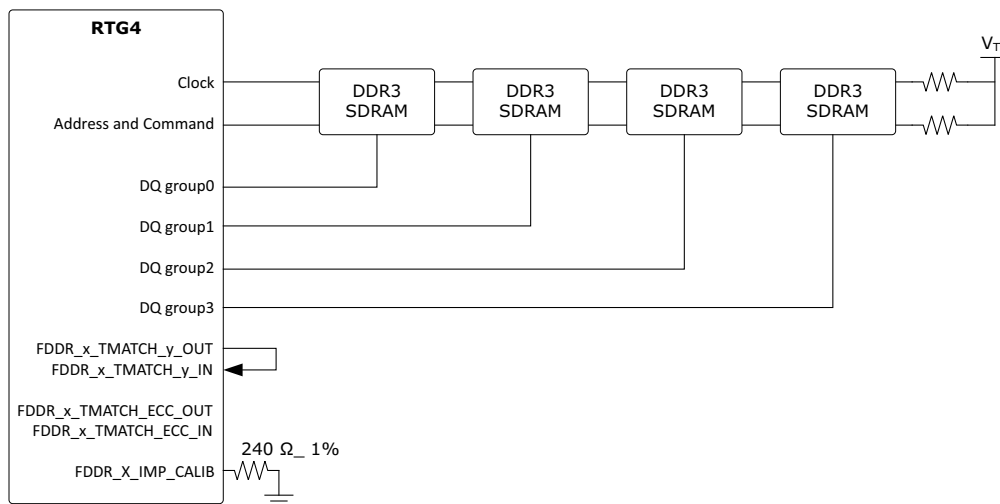 RTG4
V_T
Clock
DDR3
SDRAM
DDR3
SDRAM
DDR3
SDRAM
DDR3
SDRAM
Address and Command
DQ group0
DQ group1
DQ group2
DQ group3
FDDR_x_TMATCH_y_OUT
FDDR_x_TMATCH_y_IN
FDDR_x_TMATCH_ECC_OUT
FDDR_x_TMATCH_ECC_IN
240 Ω_ 1%
FDDR_X_IMP_CALIB